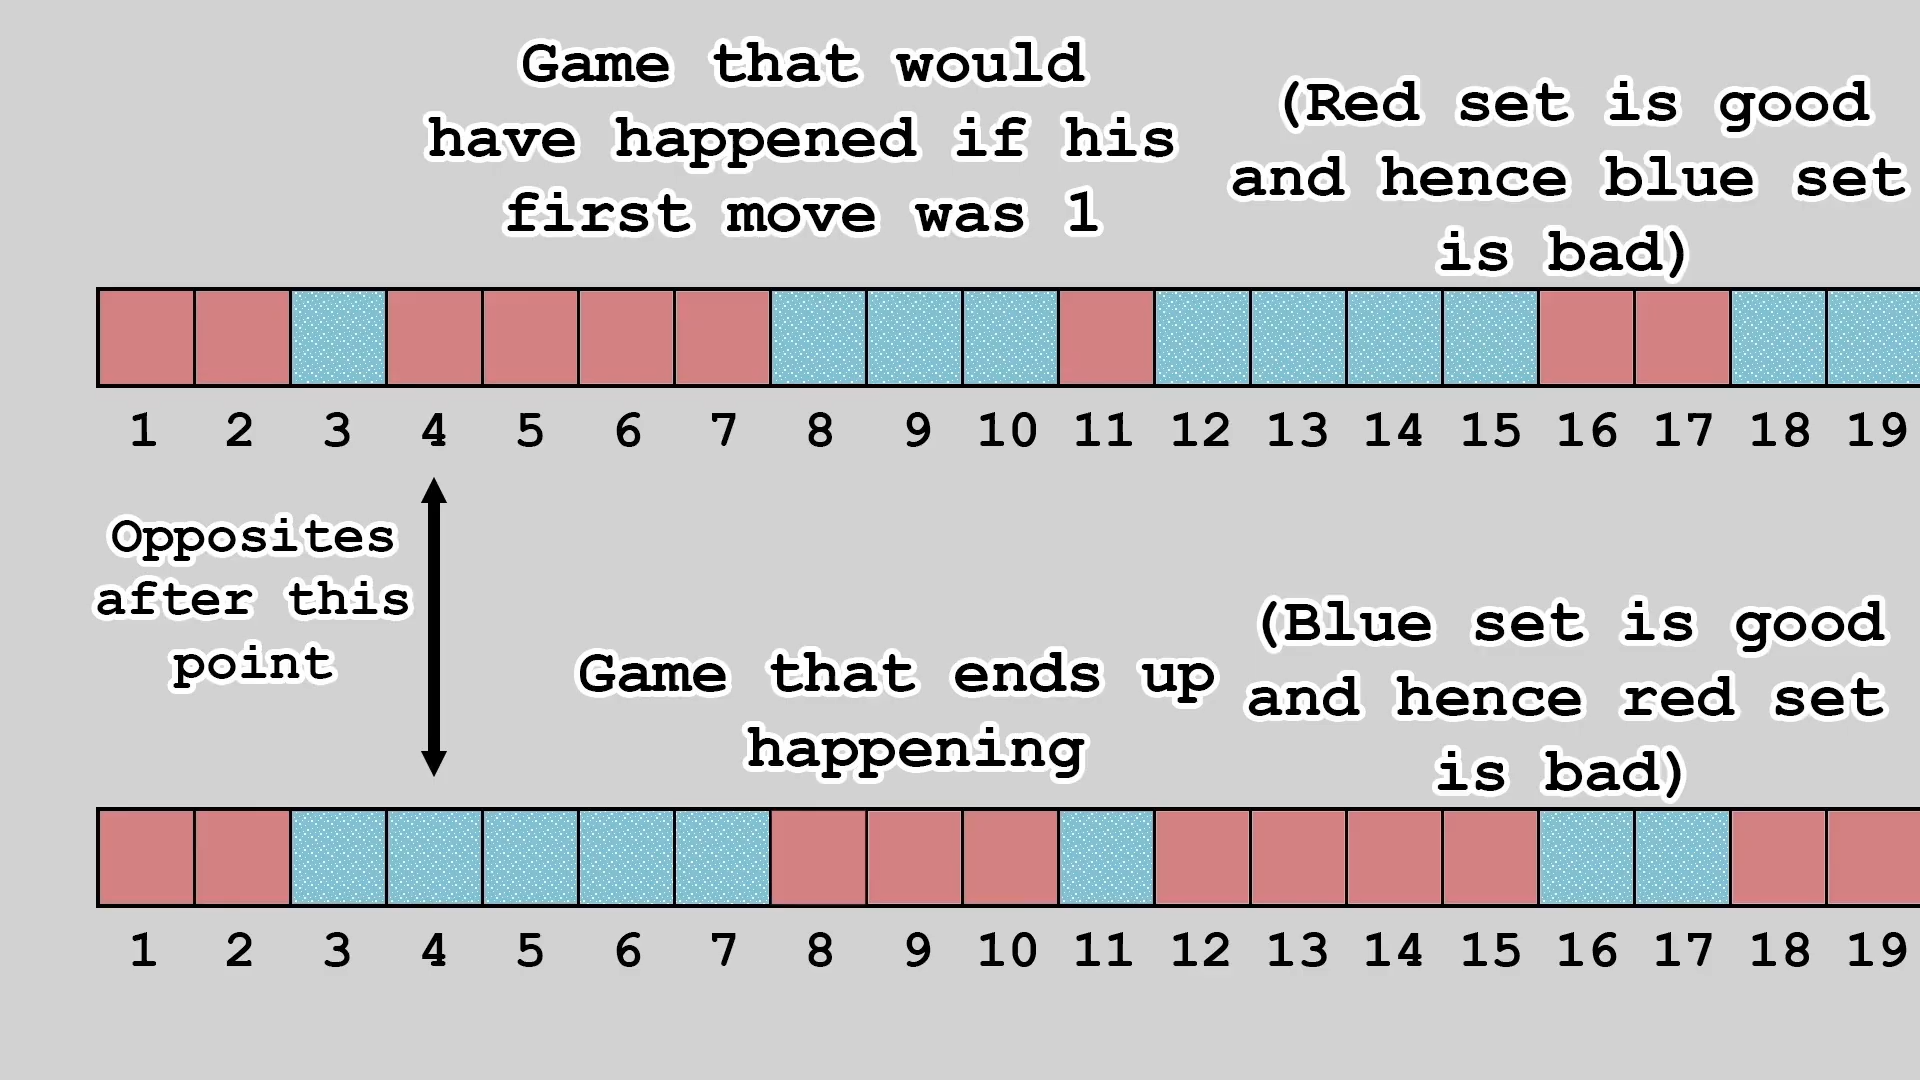 Game that would
have happened if his
first move was 1
(Red set is good
and hence blue set
is bad)
1 2 3 4 5 6 7 8 9 10 11 12 13 14 15 16 17 18 19
Opposites
after this
point
Game that ends up
happening
(Blue set is good
and hence red set
is bad)
1 2 3 4 5 6 7 8 9 10 11 12 13 14 15 16 17 18 19